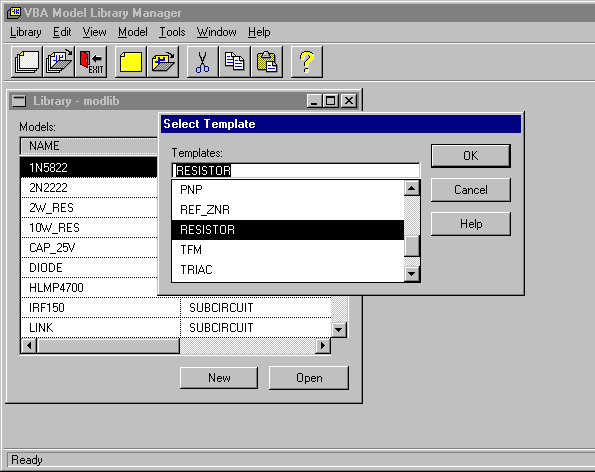 VBA Model Library Manager
Library Edit View Model Tools Window Help
EXIT
Library - modlib
Models:
NAME
1N5822
2N2222
2W_RES
10W_RES
CAP_25V
DIODE
HLMP4700
IRF150 SUBCIRCUIT
LINK SUBCIRCUIT
New Open
Select Template
Templates:
RESISTOR
PNP
REF_ZNR
RESISTOR
TFM
TRIAC
OK
Cancel
Help
Ready